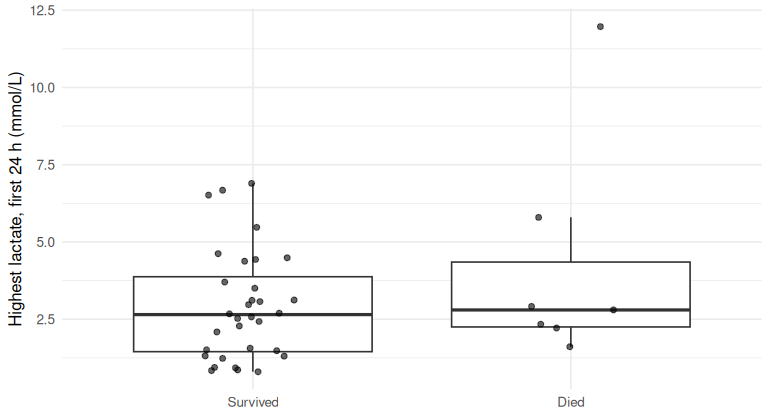 12.5
10.0
7.5
5.0
2.5
Highest lactate, first 24 h (mmol/L)
Survived
Died